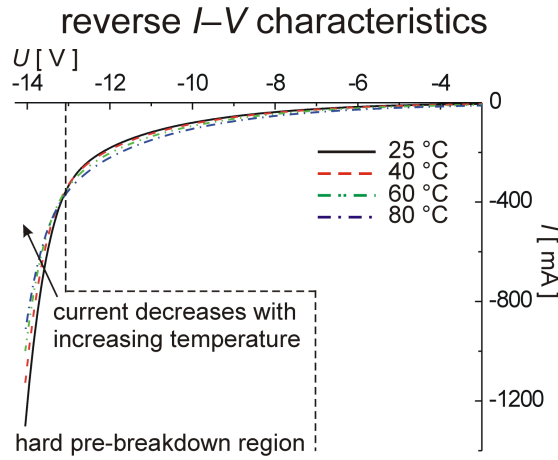 reverse I–V characteristics
U [ V ]
-14 -12 -10 -8 -6 -4
0
25 °C
40 °C
60 °C
80 °C
-400
I [ mA ]
-800
current decreases with
increasing temperature
-1200
hard pre-breakdown region